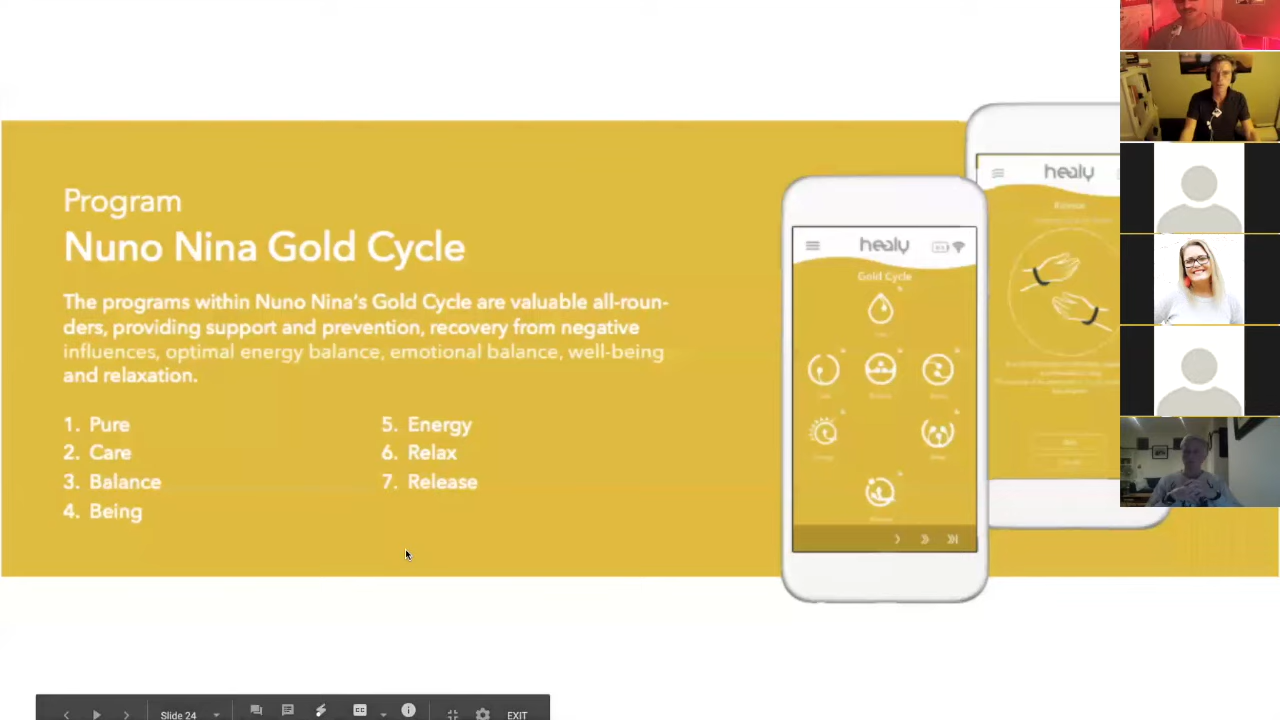 Program
Nuno Nina Gold Cycle
The programs within Nuno Nina's Gold Cycle are valuable all-roun-
ders, providing support and prevention, recovery from negative
influences, optimal energy balance, emotional balance, well-being
and relaxation.
1. Pure
2. Care
3. Balance
4. Being
5. Energy
6. Relax
7. Release
healy
Gold Cycle
healy
Slide 24
CC
EXIT